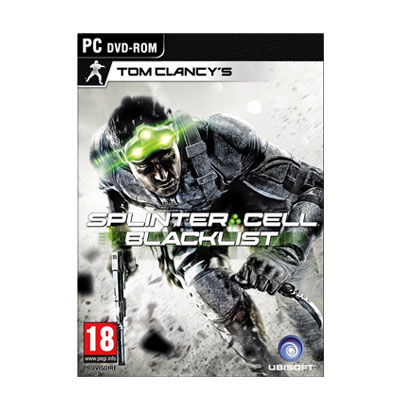 PC DVD-ROM
TOM CLANCY'S
SPLINTER CELL
BLACKLIST
18
www.pegi.info
PROVISOIRE
UBISOFT